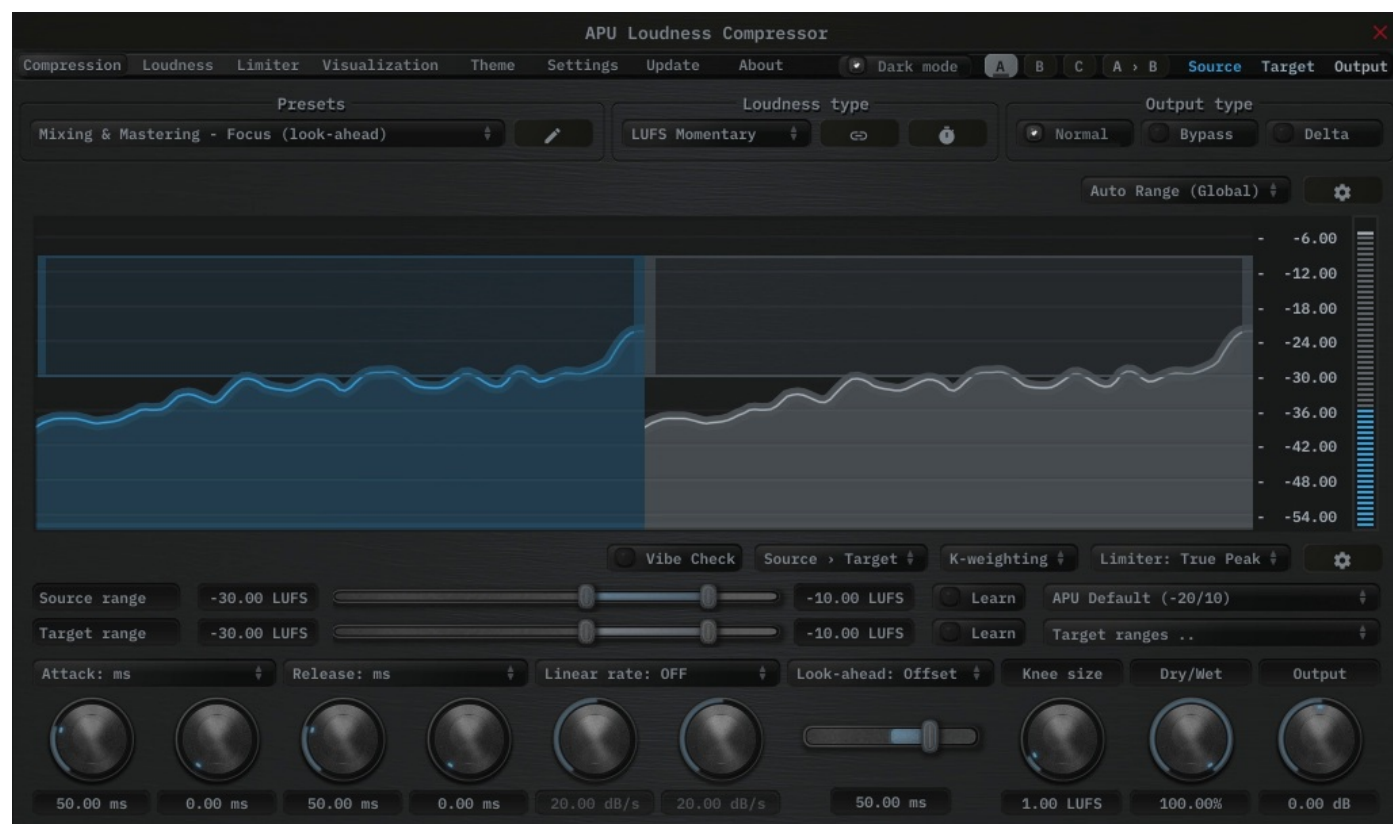 APU Loudness Compressor
Compression Loudness Limiter Visualization Theme Settings Update About Dark mode A B C A › B Source Target Output
Presets Loudness type Output type
Mixing & Mastering - Focus (look-ahead) LUFS Momentary Normal Bypass Delta
Auto Range (Global)
- -6.00
- -12.00
- -18.00
- -24.00
- -30.00
- -36.00
- -42.00
- -48.00
- -54.00
Vibe Check Source › Target K-weighting Limiter: True Peak
Source range -30.00 LUFS -10.00 LUFS Learn APU Default (-20/10)
Target range -30.00 LUFS -10.00 LUFS Learn Target ranges ..
Attack: ms Release: ms Linear rate: OFF Look-ahead: Offset Knee size Dry/Wet Output
50.00 ms 0.00 ms 50.00 ms 0.00 ms 20.00 dB/s 20.00 dB/s 50.00 ms 1.00 LUFS 100.00% 0.00 dB